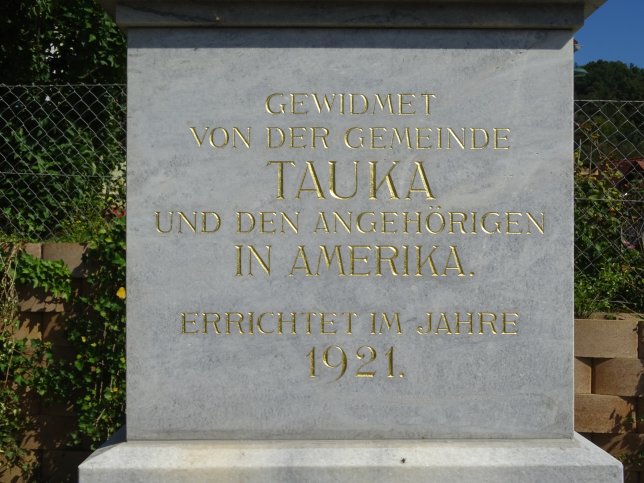 GEWIDMET
VON DER GEMEINDE
TAUKA
UND DEN ANGEHÖRIGEN
IN AMERIKA.
ERRICHTET IM JAHRE
1921.